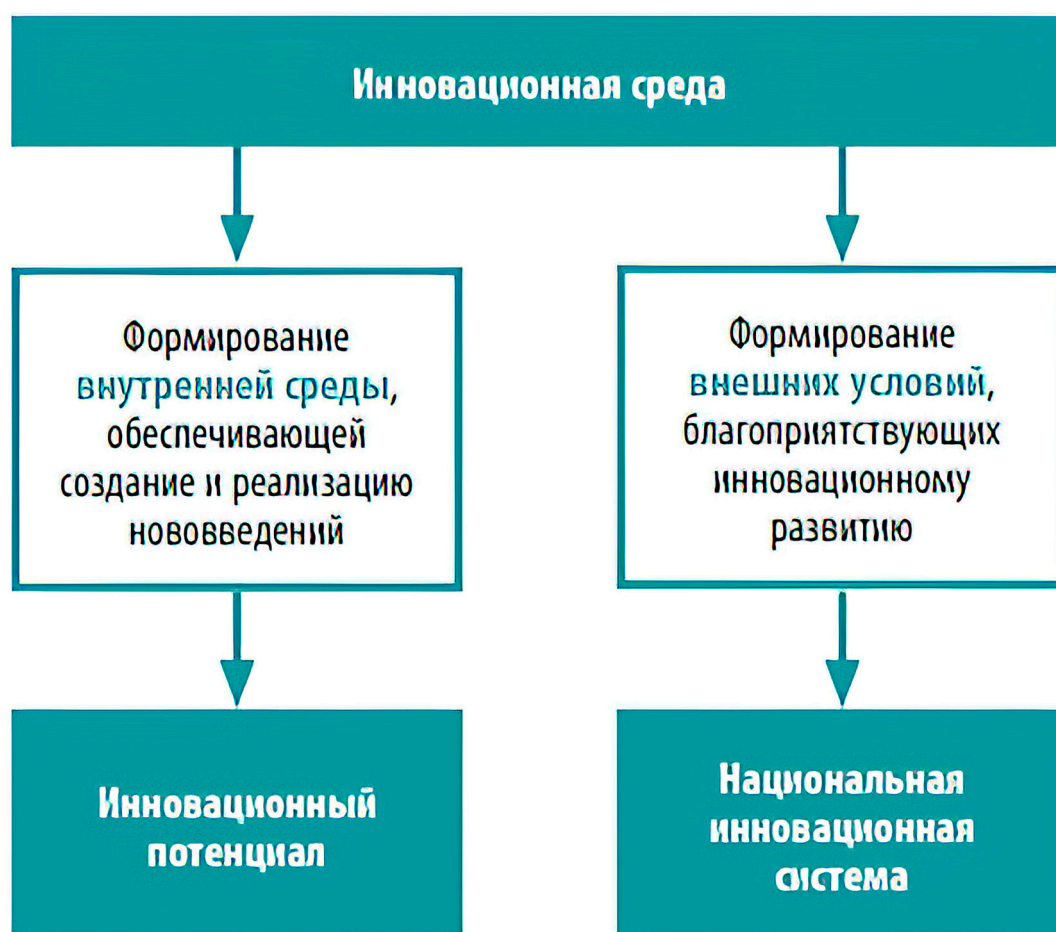 Инновационная среда
Формирование
внутренней среды,
обеспечивающей
создание и реализацию
нововведений
Формирование
внешних условий,
благоприятствующих
инновационному
развитию
Инновационный
потенциал
Национальная
инновационная
система